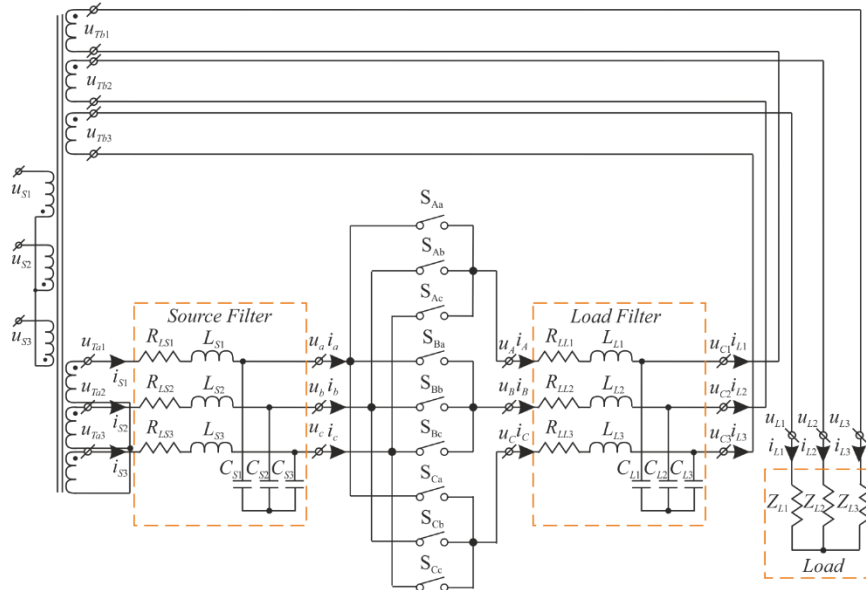 u_Tb1
u_Tb2
u_Tb3
u_S1
u_S2
u_S3
S_Aa
S_Ab
S_Ac
S_Ba
S_Bb
S_Bc
S_Ca
S_Cb
S_Cc
Source Filter
u_Ta1 i_S1 R_LS1 L_S1 u_a i_a
u_Ta2 i_S2 R_LS2 L_S2 u_b i_b
u_Ta3 i_S3 R_LS3 L_S3 u_c i_c
C_S1 C_S2 C_S3
Load Filter
u_A i_A R_LL1 L_L1 u_C1 i_L1
u_B i_B R_LL2 L_L2 u_C2 i_L2
u_C i_C R_LL3 L_L3 u_C3 i_L3
C_L1 C_L2 C_L3
u_L1 u_L2 u_L3
i_L1 i_L2 i_L3
Z_L1 Z_L2 Z_L3
Load